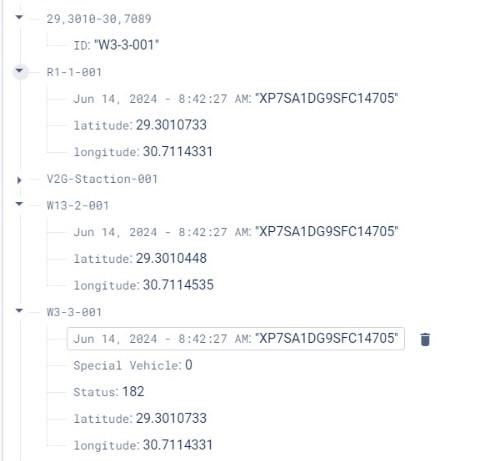 29,3010-30,7089
ID: "W3-3-001"
R1-1-001
Jun 14, 2024 - 8:42:27 AM: "XP7SA1DG9SFC14705"
latitude: 29.3010733
longitude: 30.7114331
V2G-Staction-001
W13-2-001
Jun 14, 2024 - 8:42:27 AM: "XP7SA1DG9SFC14705"
latitude: 29.3010448
longitude: 30.7114535
W3-3-001
Jun 14, 2024 - 8:42:27 AM: "XP7SA1DG9SFC14705"
Special Vehicle: 0
Status: 182
latitude: 29.3010733
longitude: 30.7114331